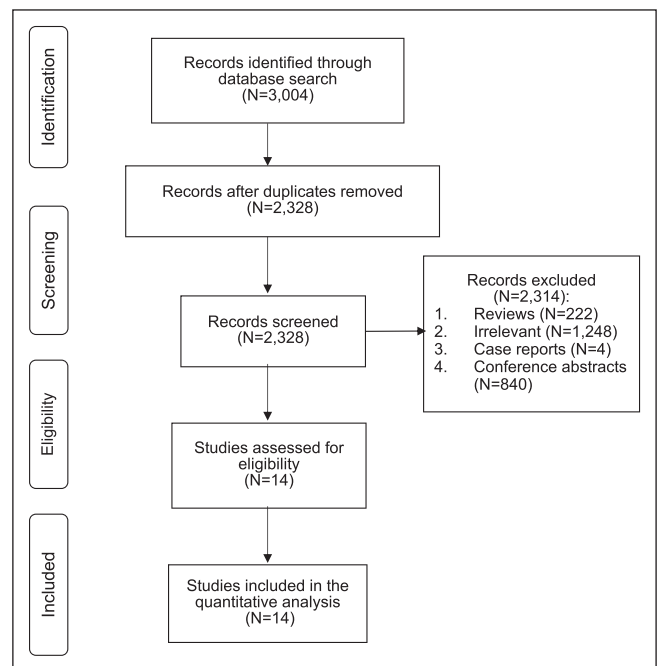 Identification
Records identified through
database search
(N=3,004)
Records after duplicates removed
(N=2,328)
Screening
Records screened
(N=2,328)
Records excluded
(N=2,314):
1. Reviews (N=222)
2. Irrelevant (N=1,248)
3. Case reports (N=4)
4. Conference abstracts
(N=840)
Eligibility
Studies assessed for
eligibility
(N=14)
Included
Studies included in the
quantitative analysis
(N=14)